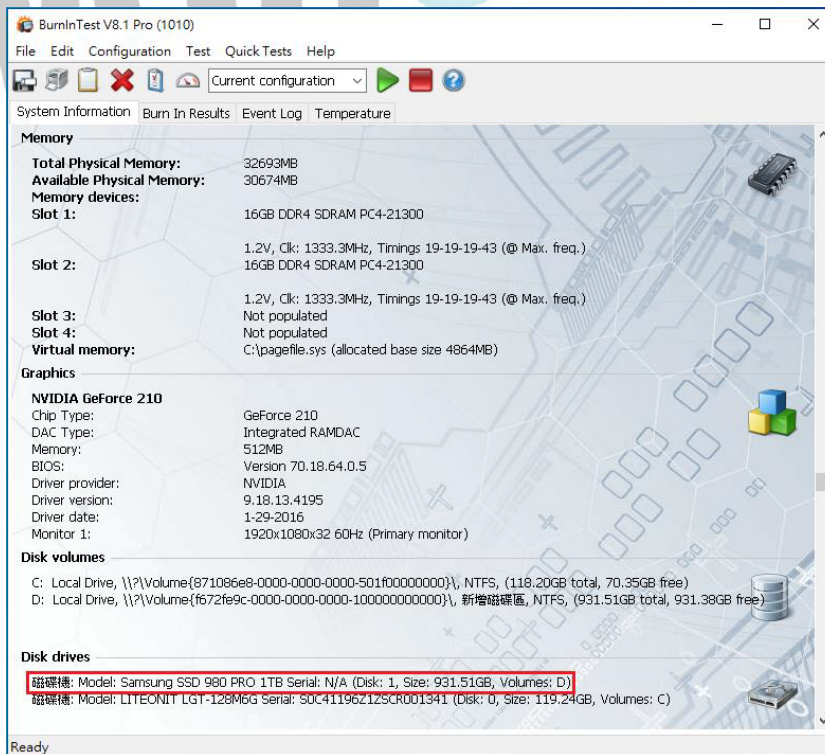 BurnInTest V8.1 Pro (1010)
File Edit Configuration Test Quick Tests Help
Current configuration
System Information Burn In Results Event Log Temperature
Memory
Total Physical Memory: 32693MB
Available Physical Memory: 30674MB
Memory devices:
Slot 1: 16GB DDR4 SDRAM PC4-21300
1.2V, Clk: 1333.3MHz, Timings 19-19-19-43 (@ Max. freq.)
Slot 2: 16GB DDR4 SDRAM PC4-21300
1.2V, Clk: 1333.3MHz, Timings 19-19-19-43 (@ Max. freq.)
Slot 3: Not populated
Slot 4: Not populated
Virtual memory: C:\pagefile.sys (allocated base size 4864MB)
Graphics
NVIDIA GeForce 210
Chip Type: GeForce 210
DAC Type: Integrated RAMDAC
Memory: 512MB
BIOS: Version 70.18.64.0.5
Driver provider: NVIDIA
Driver version: 9.18.13.4195
Driver date: 1-29-2016
Monitor 1: 1920x1080x32 60Hz (Primary monitor)
Disk volumes
C: Local Drive, \\?\Volume{871086e8-0000-0000-0000-501f00000000}\, NTFS, (118.20GB total, 70.35GB free)
D: Local Drive, \\?\Volume{f672fe9c-0000-0000-0000-100000000000}\, 新增磁碟區, NTFS, (931.51GB total, 931.38GB free)
Disk drives
磁碟機: Model: Samsung SSD 980 PRO 1TB Serial: N/A (Disk: 1, Size: 931.51GB, Volumes: D)
磁碟機: Model: LITEONIT LGT-128M6G Serial: S0C41196Z1ZSCR001341 (Disk: 0, Size: 119.24GB, Volumes: C)
Ready